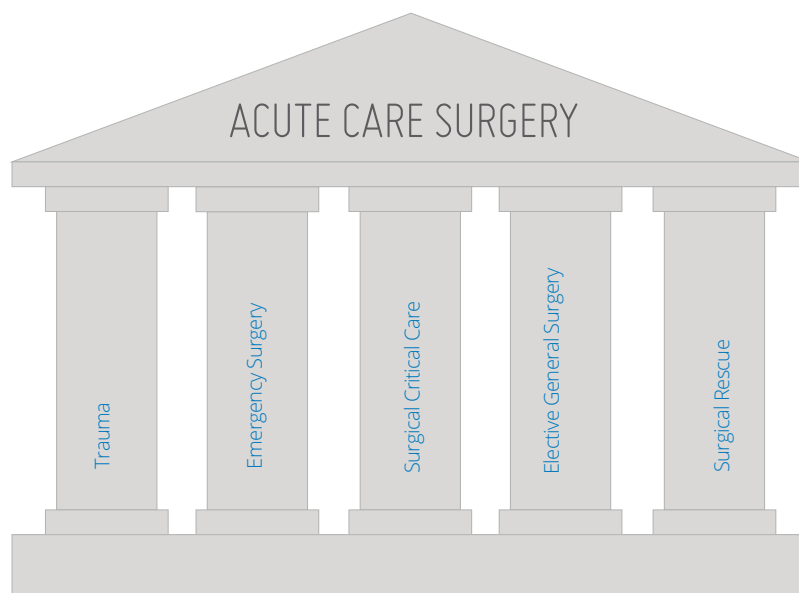 ACUTE CARE SURGERY
Trauma
Emergency Surgery
Surgical Critical Care
Elective General Surgery
Surgical Rescue